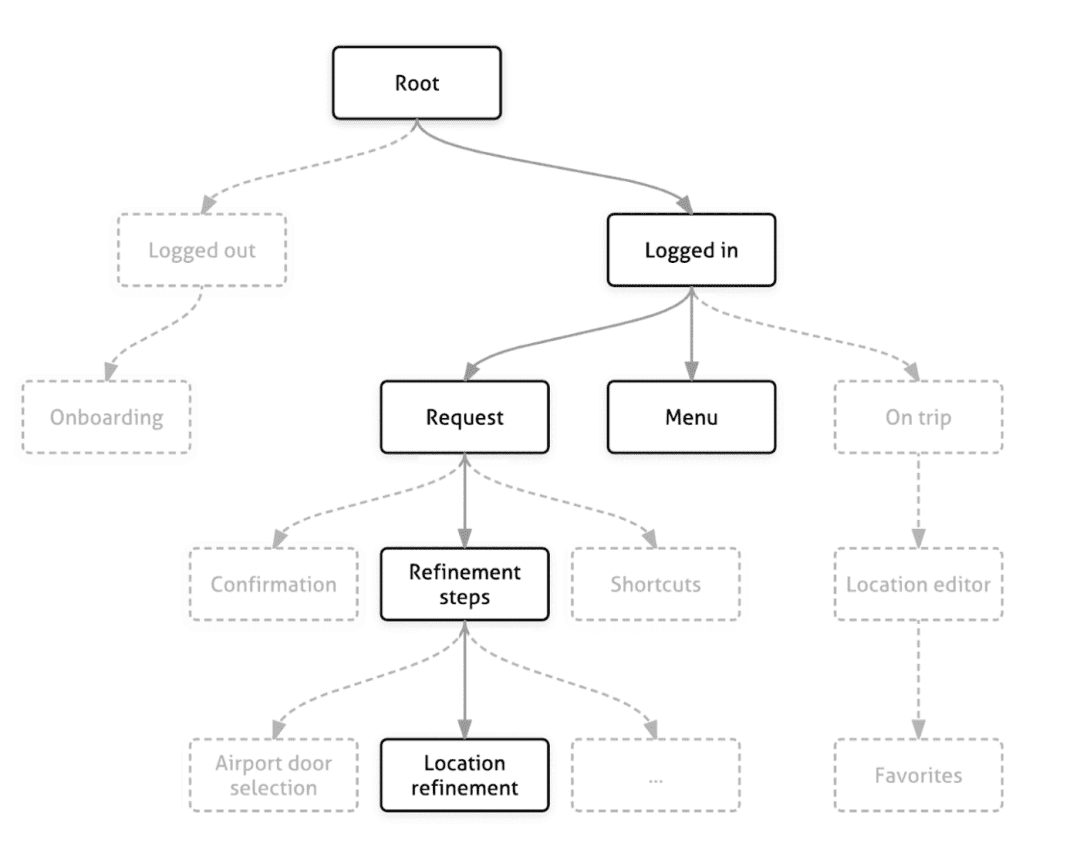 Root
Logged out
Logged in
Onboarding
Request
Menu
On trip
Confirmation
Refinement
steps
Shortcuts
Location editor
Airport door
selection
Location
refinement
...
Favorites